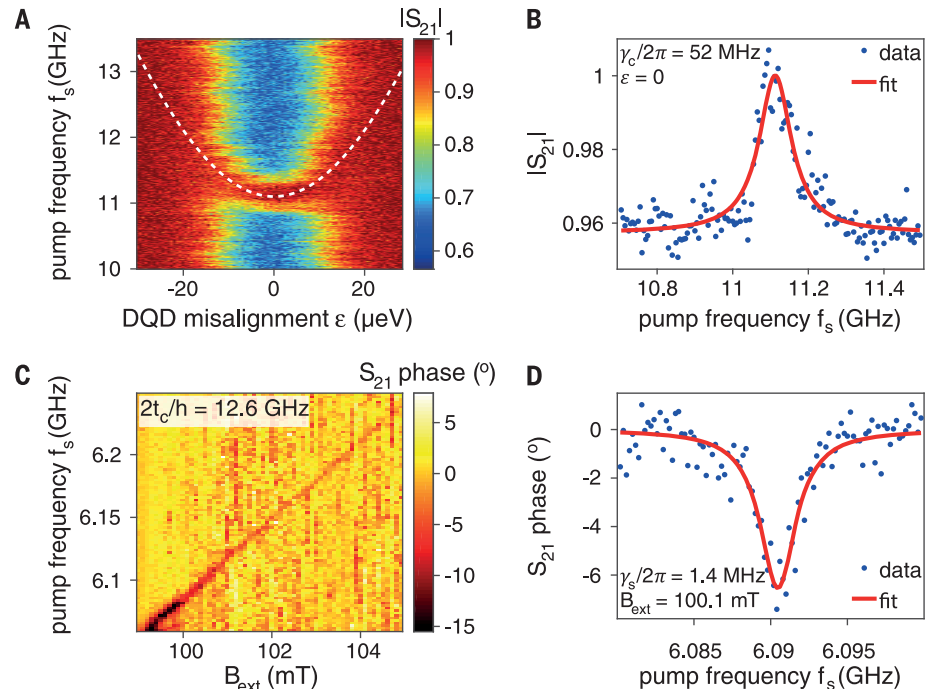 A
|S21|
pump frequency fs (GHz)
13
12
11
10
-20
0
20
DQD misalignment ε (μeV)
1
0.9
0.8
0.7
0.6
B
γc/2π = 52 MHz
ε = 0
data
fit
|S21|
1
0.98
0.96
10.8
11
11.2
11.4
pump frequency fs (GHz)
C
S21 phase (°)
2tc/h = 12.6 GHz
pump frequency fs (GHz)
6.2
6.15
6.1
100
102
104
Bext (mT)
5
0
-5
-10
-15
D
S21 phase (°)
0
-2
-4
-6
γs/2π = 1.4 MHz
Bext = 100.1 mT
data
fit
6.085
6.09
6.095
pump frequency fs (GHz)